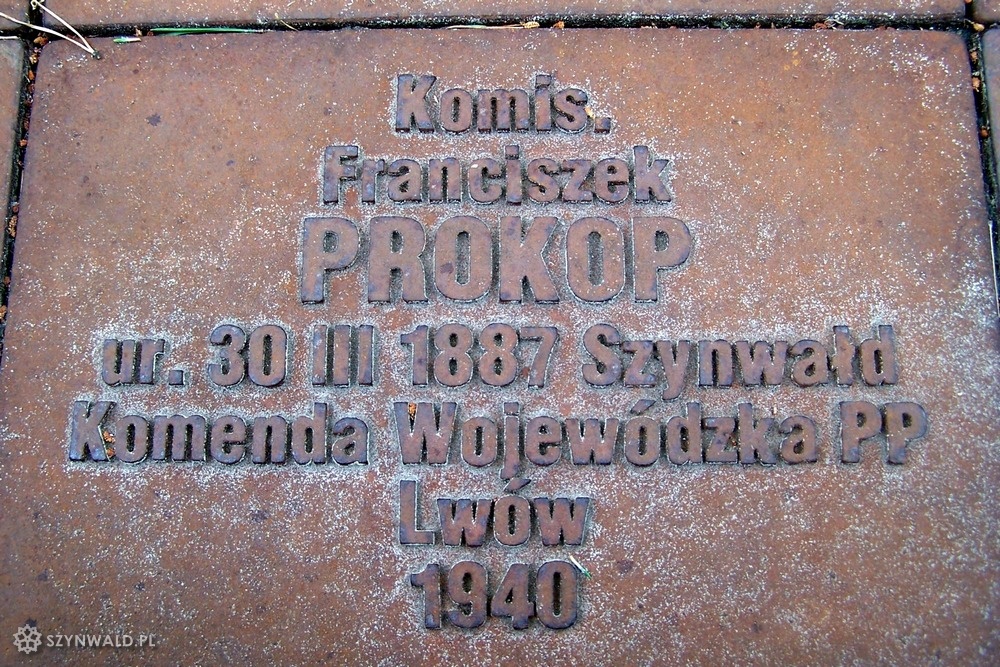 Komis.
Franciszek
PROKOP
ur. 30 III 1887 Szynwałd
Komenda Wojewódzka PP
Lwów
1940
SZYNWALD.PL